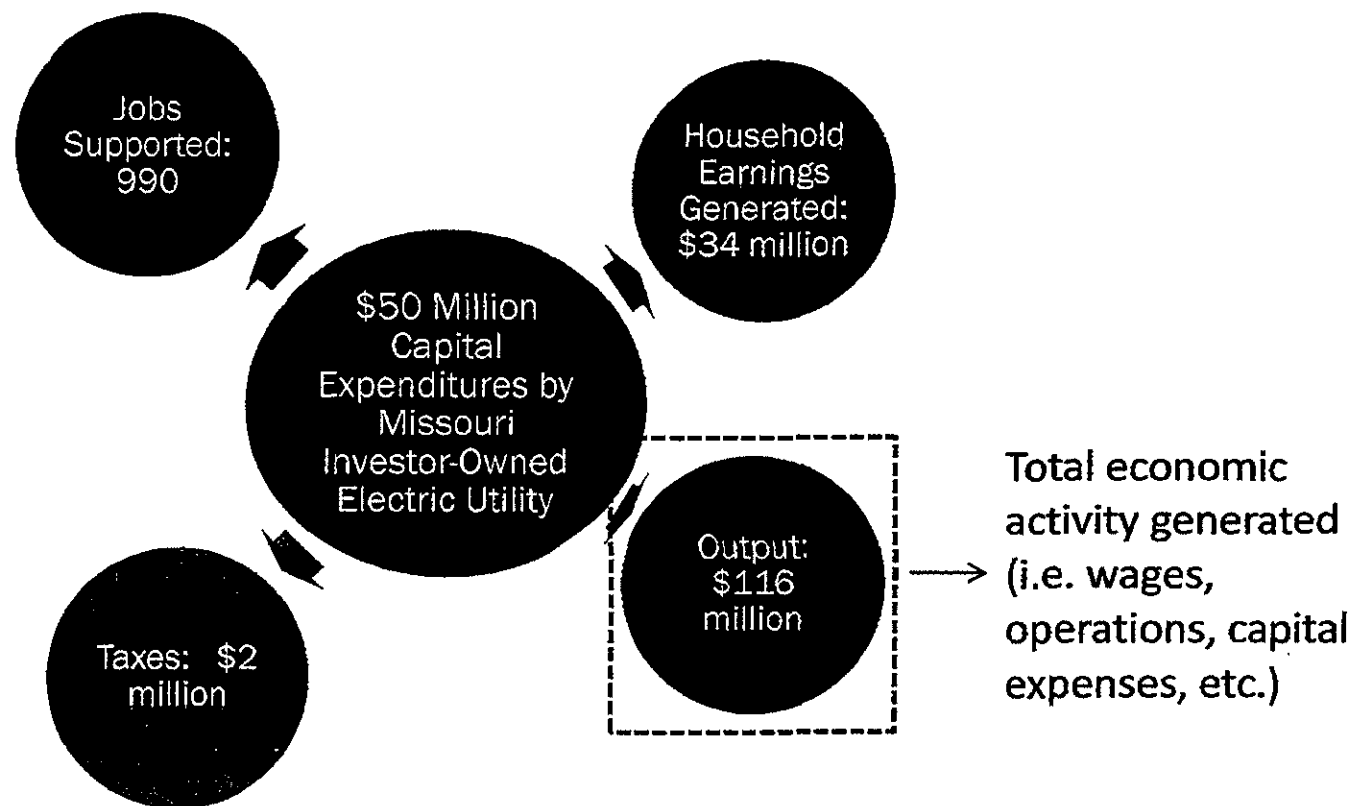 Jobs
Supported:
990
Household
Earnings
Generated:
$34 million
$50 Million
Capital
Expenditures by
Missouri
Investor-Owned
Electric Utility
Taxes: $2
million
Output:
$116
million
Total economic
activity generated
(i.e. wages,
operations, capital
expenses, etc.)